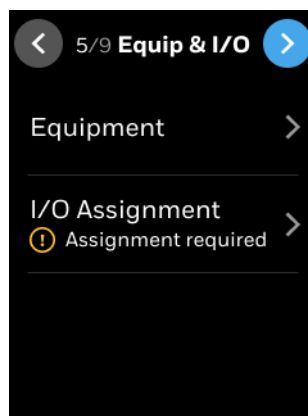 5/9 Equip & I/O
Equipment
I/O Assignment
Assignment required